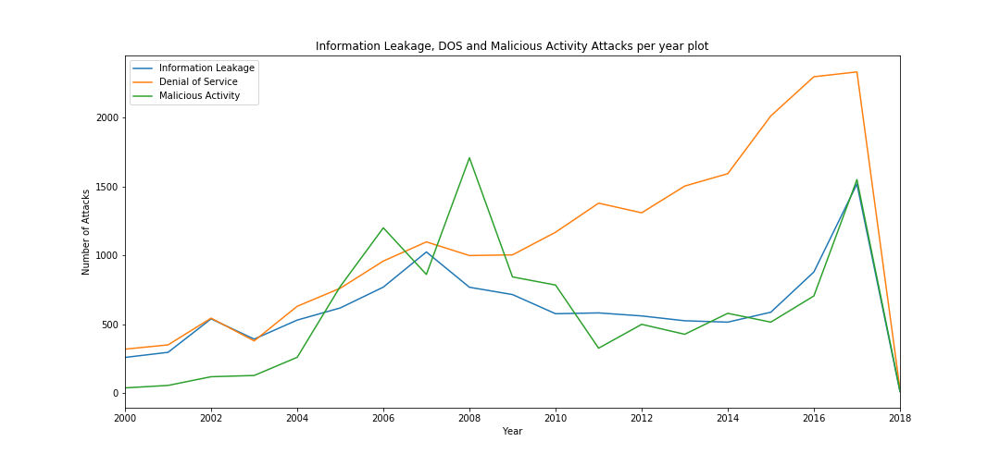 Information Leakage, DOS and Malicious Activity Attacks per year plot
Information Leakage
Denial of Service
Malicious Activity
Number of Attacks
2000
1500
1000
500
0
2000 2002 2004 2006 2008 2010 2012 2014 2016 2018
Year